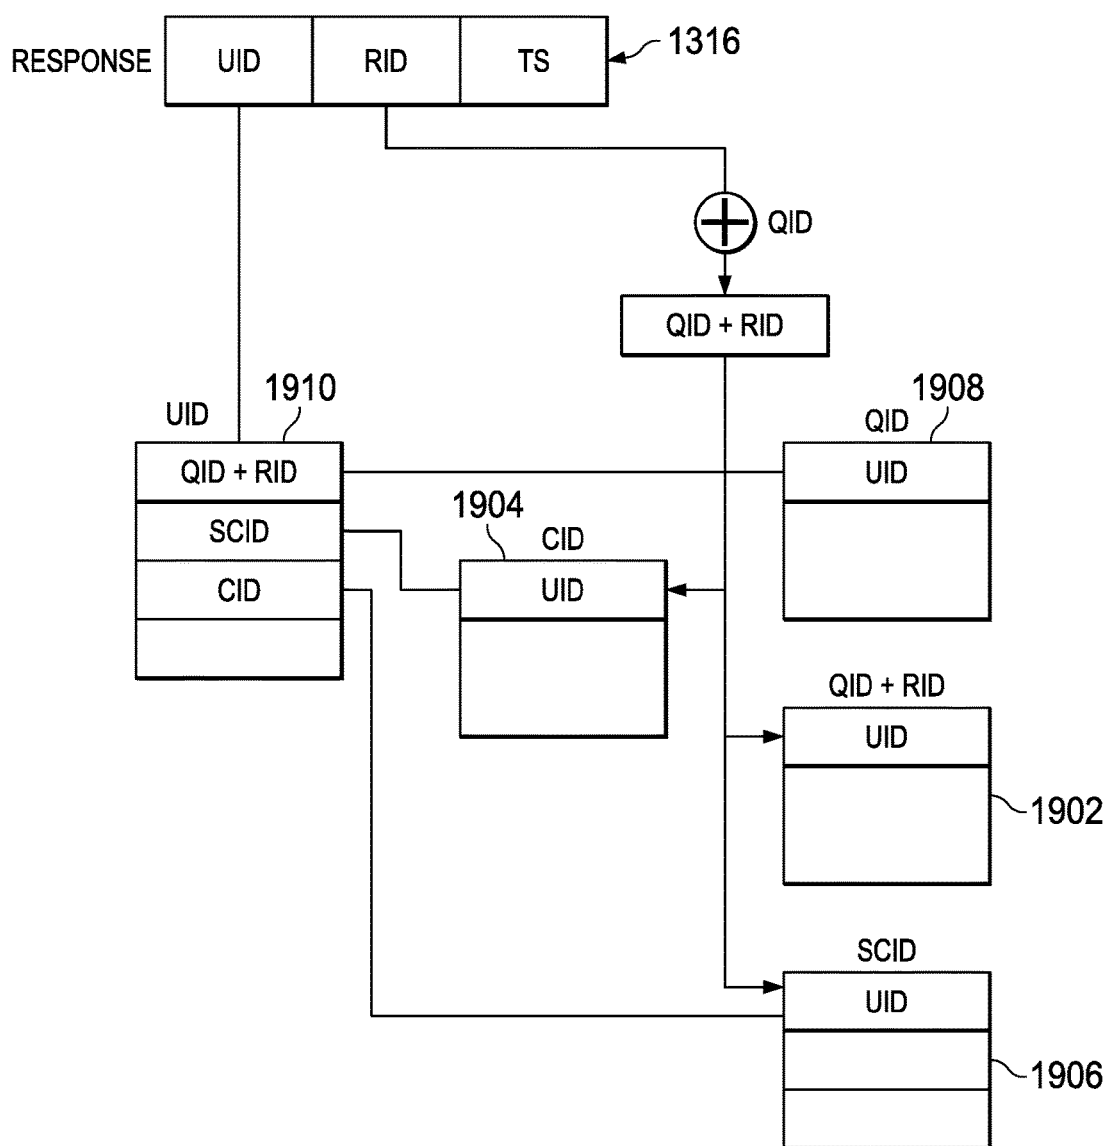 1316
RESPONSE UID RID TS
QID
QID + RID
1910
1908
UID
QID
QID + RID
UID
1904
SCID
CID
CID
UID
QID + RID
UID
1902
SCID
UID
1906